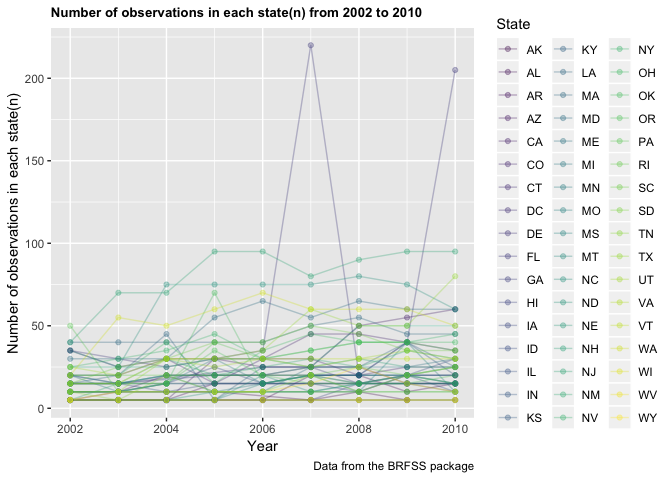 Number of observations in each state(n) from 2002 to 2010
Number of observations in each state(n)
200
150
100
50
0
2002
2004
2006
2008
2010
Year
Data from the BRFSS package
State
AK
AL
AR
AZ
CA
CO
CT
DC
DE
FL
GA
HI
IA
ID
IL
IN
KS
KY
LA
MA
MD
ME
MI
MN
MO
MS
MT
NC
ND
NE
NH
NJ
NM
NV
NY
OH
OK
OR
PA
RI
SC
SD
TN
TX
UT
VA
VT
WA
WI
WV
WY